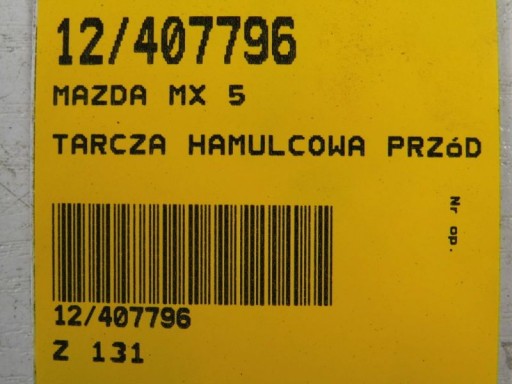 12/407796
MAZDA MX 5
TARCZA HAMULCOWA PRZóD
Nr op.
12/407796
Z 131